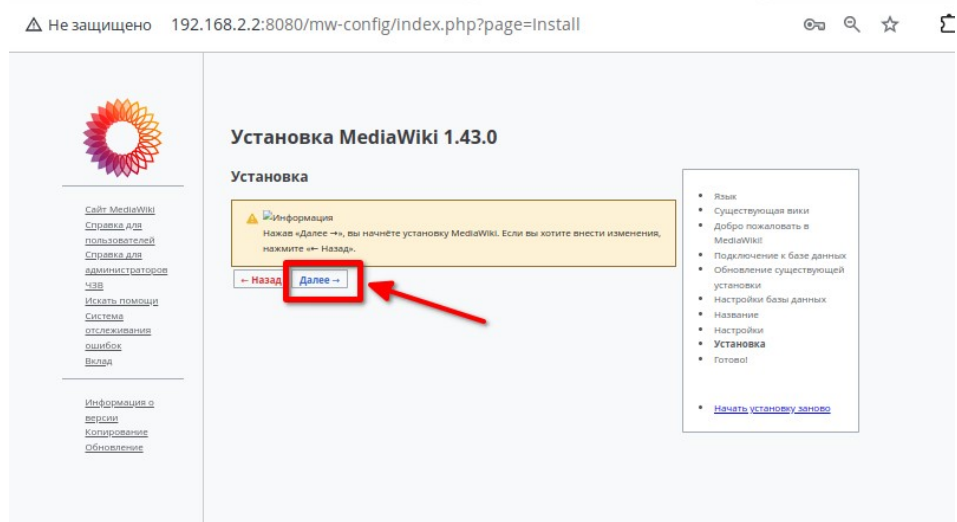 Не защищено 192.168.2.2:8080/mw-config/index.php?page=Install
Сайт MediaWiki
Справка для
пользователей
Справка для
администраторов
ЧЗВ
Искать помощи
Система
отслеживания
ошибок
Вклад
Информация о
версии
Копирование
Обновление
Установка MediaWiki 1.43.0
Установка
Информация
Нажав «Далее →», вы начнёте установку MediaWiki. Если вы хотите внести изменения,
нажмите «← Назад».
← Назад Далее →
Язык
Существующая вики
Добро пожаловать в
MediaWiki!
Подключение к базе данных
Обновление существующей
установки
Настройки базы данных
Название
Настройки
Установка
Готово!
Начать установку заново